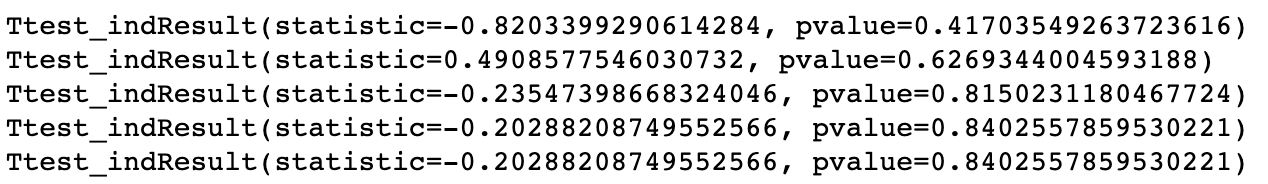 Ttest_indResult(statistic=-0.8203399290614284, pvalue=0.41703549263723616)
Ttest_indResult(statistic=0.4908577546030732, pvalue=0.6269344004593188)
Ttest_indResult(statistic=-0.23547398668324046, pvalue=0.8150231180467724)
Ttest_indResult(statistic=-0.20288208749552566, pvalue=0.8402557859530221)
Ttest_indResult(statistic=-0.20288208749552566, pvalue=0.8402557859530221)